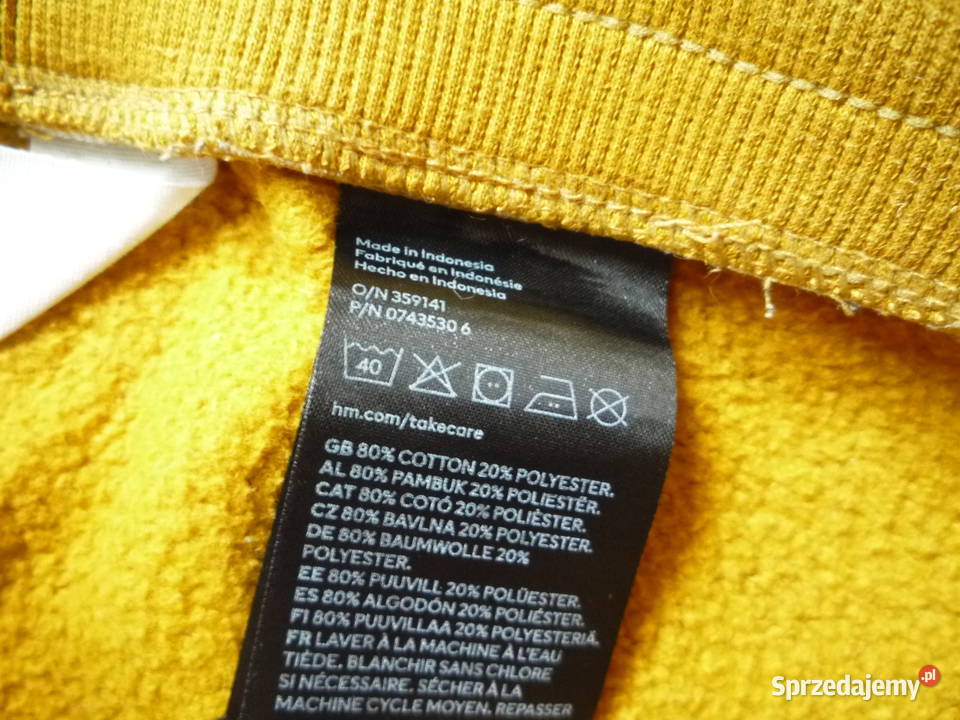 Made in Indonesia
Fabriqué en Indonésie
Hecho en Indonesia
O/N 359141
P/N 0743530 6
40
hm.com/takecare
GB 80% COTTON 20% POLYESTER.
AL 80% PAMBUK 20% POLIESTËR.
CAT 80% COTÓ 20% POLIÈSTER.
CZ 80% BAVLNA 20% POLYESTER.
DE 80% BAUMWOLLE 20%
POLYESTER.
EE 80% PUUVILL 20% POLÜESTER.
ES 80% ALGODÓN 20% POLIÉSTER.
FI 80% PUUVILLAA 20% POLYESTERIÄ.
FR LAVER À LA MACHINE À L'EAU
TIÈDE. BLANCHIR SANS CHLORE
SI NÉCESSAIRE. SÉCHER À LA
MACHINE CYCLE MOYEN. REPASSER
Sprzedajemy.pl